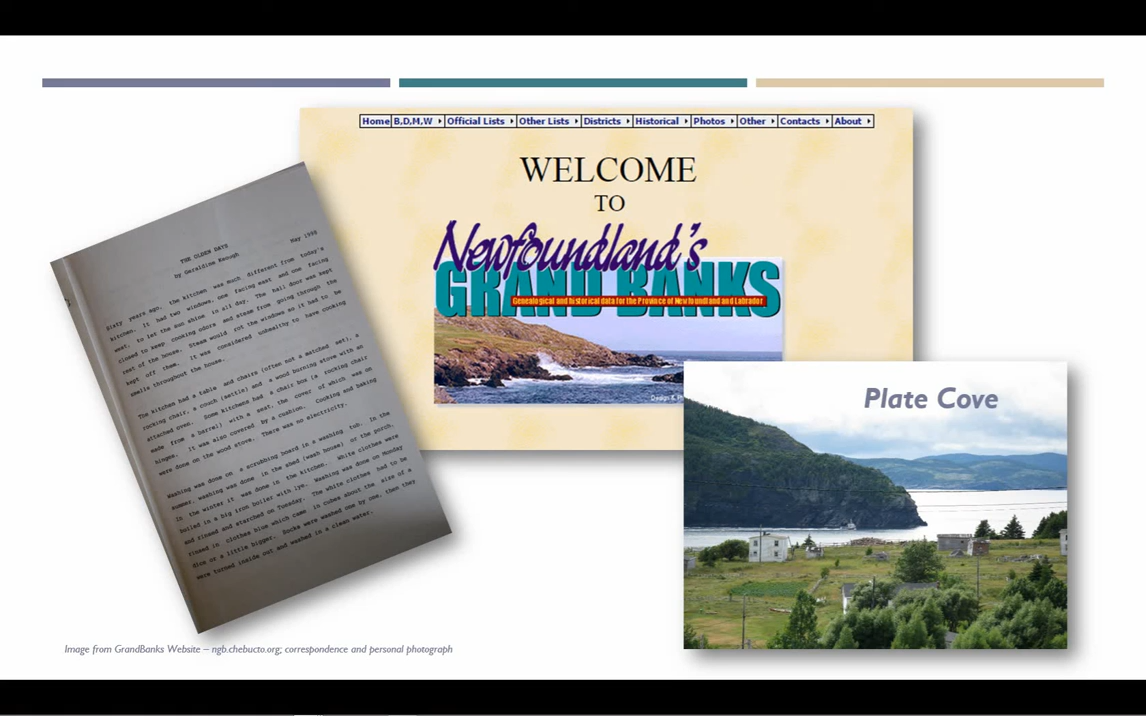 Home B,D,M,W Official Lists Other Lists Districts Historical Photos Other Contacts About
WELCOME
TO
Newfoundland's
GRAND BANKS
Genealogical and historical data for the Province of Newfoundland and Labrador
May 1998
THE OLDEN DAYS
by Geraldine Keough
Sixty years ago, the kitchen was much different from today's
kitchen. It had two windows, one facing east and one facing
west, to let the sun shine in all day. The hall door was kept
closed to keep cooking odors and steam from going through the
rest of the house. Steam would rot the windows so it had to be
kept off them. It was considered unhealthy to have cooking
smells throughout the house.
The kitchen had a table and chairs (often not a matched set), a
rocking chair, a couch (settle) and a wood burning stove with an
attached oven. Some kitchens had a chair box (a rocking chair
made from a barrel) with a seat, the cover of which was on
hinges. It was also covered by a cushion. Cooking and baking
were done on the wood stove. There was no electricity.
Washing was done on a scrubbing board in a washing tub. In the
summer, washing was done in the shed (wash house) or the porch.
In the winter it was done in the kitchen. White clothes were
boiled in a big iron boiler with lye. Washing was done on Monday
and rinsed and starched on Tuesday. The white clothes had to be
rinsed in clothes blue which came in cubes about the size of a
dice or a little bigger. Socks were washed one by one, then they
were turned inside out and washed in a clean water.
Plate Cove
Image from GrandBanks Website – ngb.chebucto.org; correspondence and personal photograph